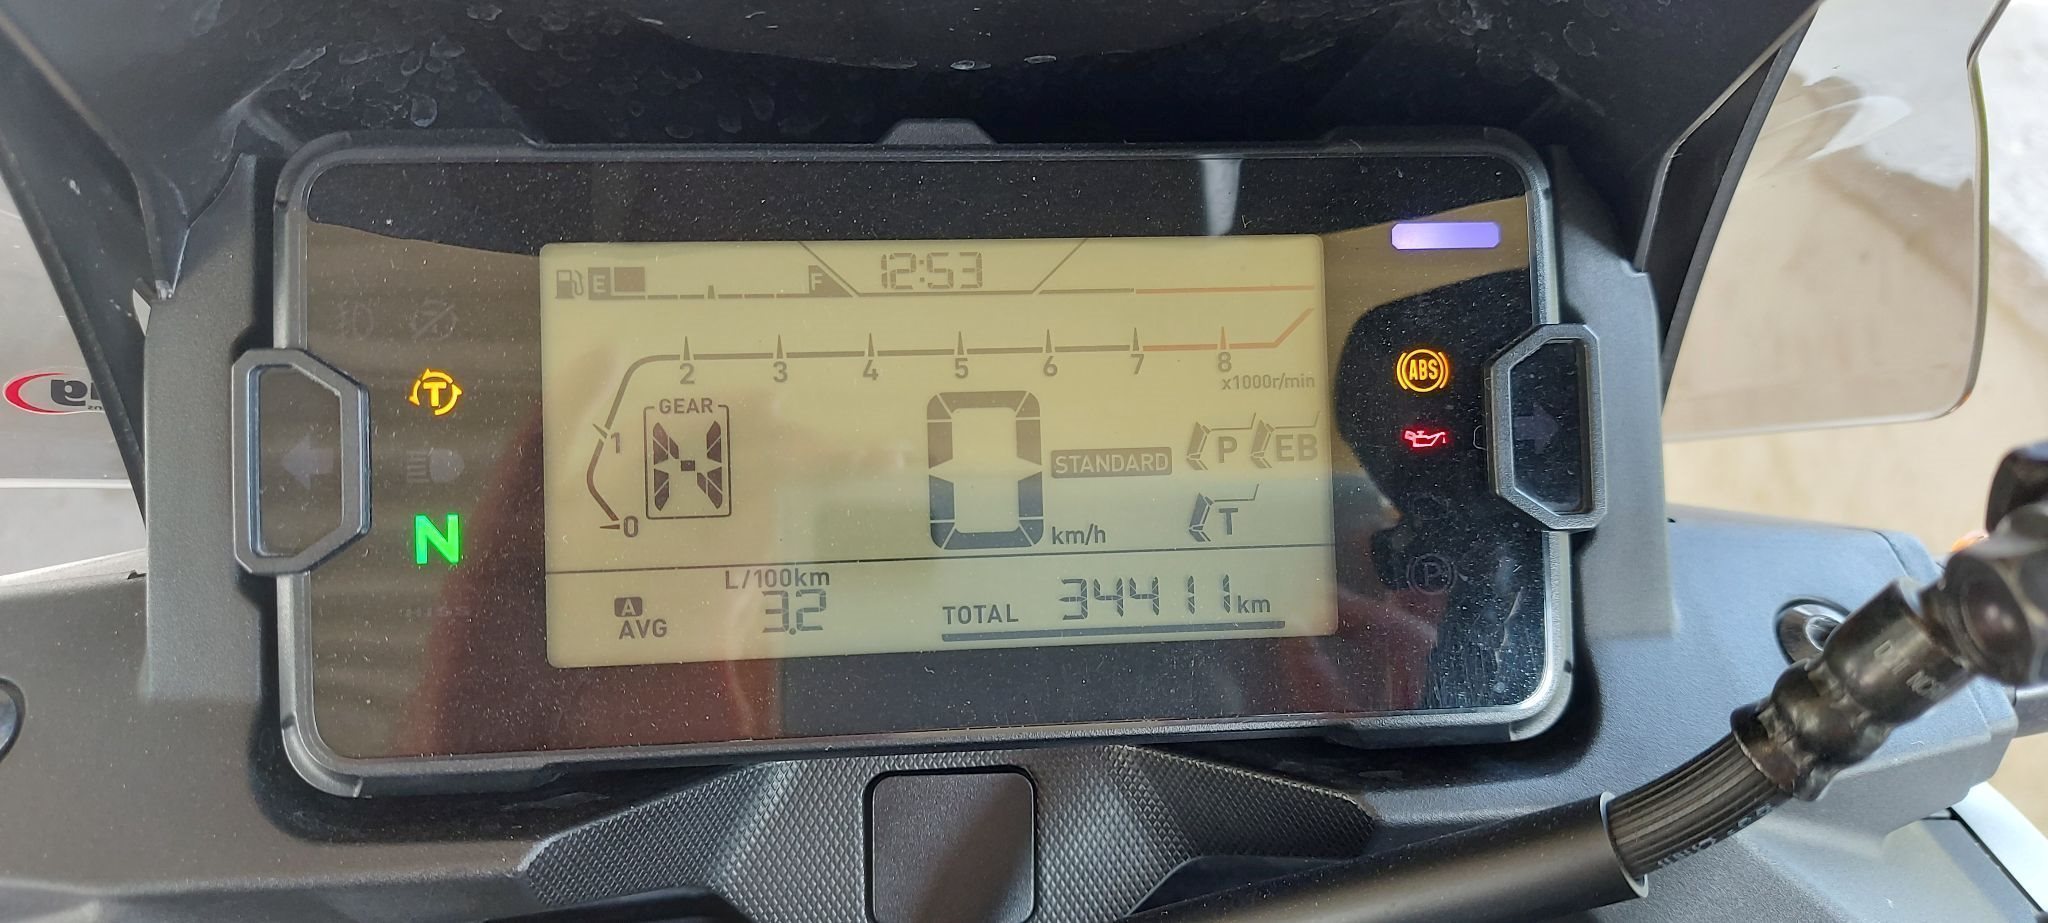 E F 12:53
2 3 4 5 6 7 8
x1000r/min
1
0
GEAR
N
T
N
0
km/h
STANDARD
P EB
T
ABS
P
HISS
A
AVG
L/100km
3.2
TOTAL 34411 km